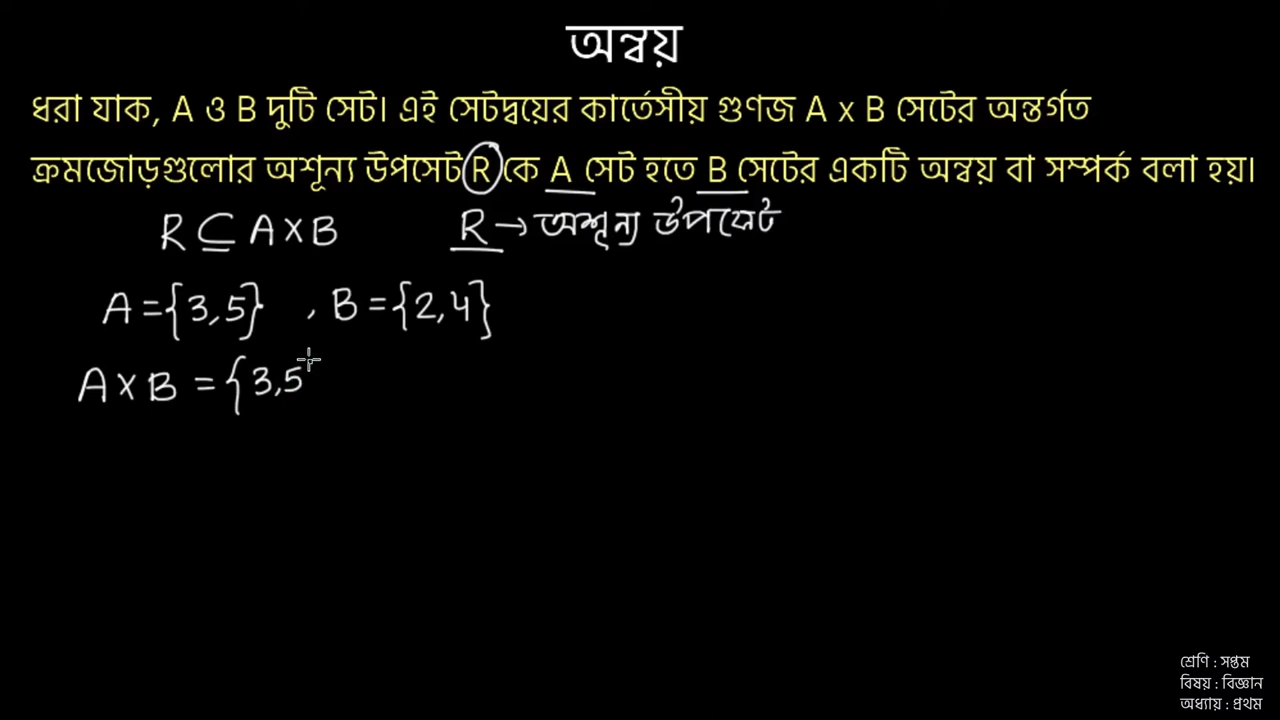 অন্বয়
ধরা যাক, A ও B দুটি সেট। এই সেটদ্বয়ের কার্তেসীয় গুণজ A x B সেটের অন্তর্গত
ক্রমজোড়গুলোর অশূন্য উপসেট R কে A সেট হতে B সেটের একটি অন্বয় বা সম্পর্ক বলা হয়।
R ⊆ A×B R → অশূন্য উপসেট
A = {3,5} , B = {2,4}
A×B = {3,5
শ্রেণি : সপ্তম
বিষয় : বিজ্ঞান
অধ্যায় : প্রথম